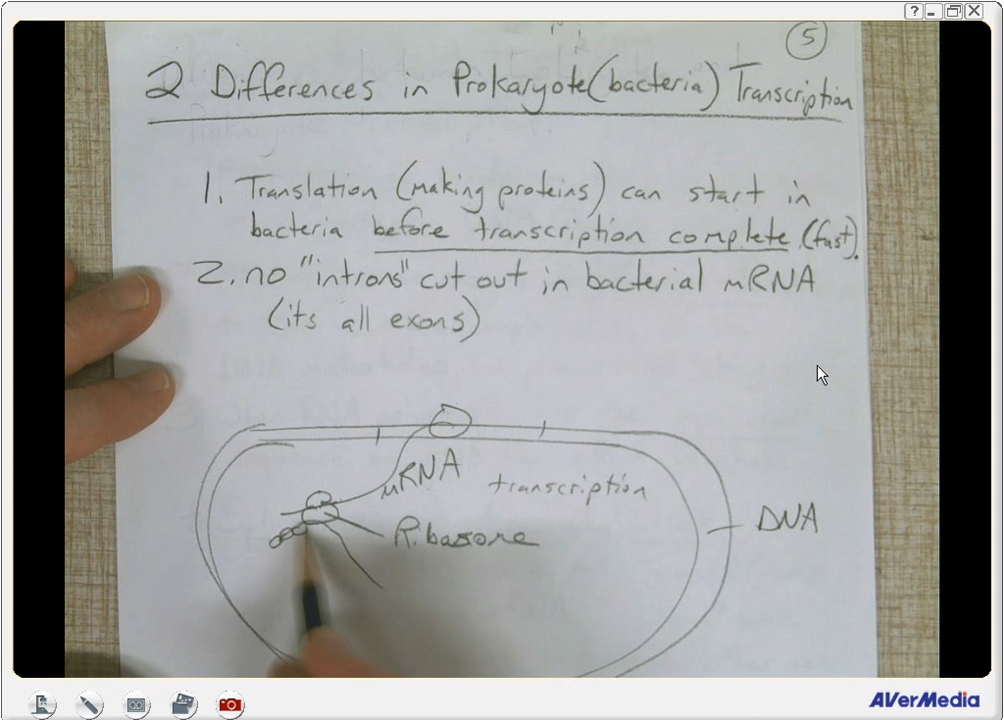 5
2 Differences in Prokaryote (bacteria) Transcription
1. Translation (making proteins) can start in
bacteria before transcription complete (fast).
2. no "introns" cut out in bacterial mRNA
(its all exons)
mRNA
transcription
Ribosome
DNA
AVerMedia